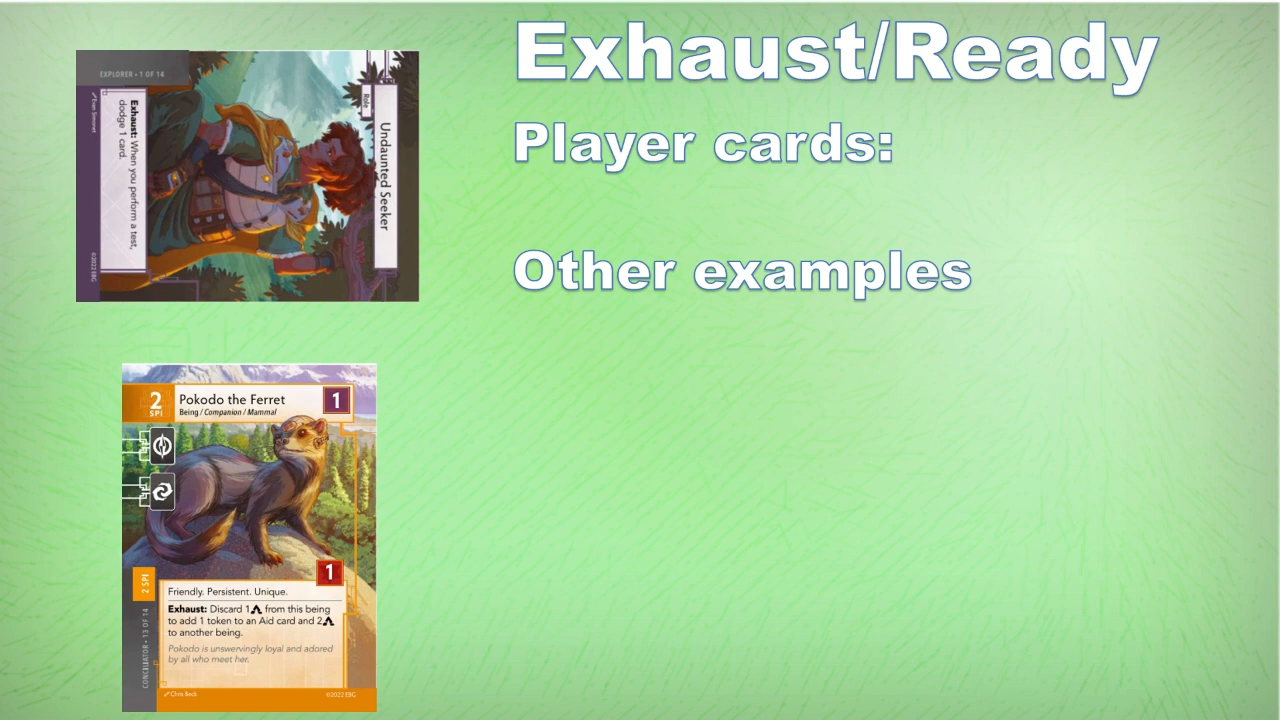 Exhaust/Ready
Player cards:
Other examples
Undaunted Seeker
Role
Exhaust: When you perform a test,
dodge 1 card.
EXPLORER • 1 OF 14
Evan Simonet
©2022 EBG
2
SPI
Pokodo the Ferret
Being / Companion / Mammal
1
1
2 SPI
CONCILIATOR • 13 OF 14
Friendly. Persistent. Unique.
Exhaust: Discard 1 from this being
to add 1 token to an Aid card and 2
to another being.
Pokodo is unswervingly loyal and adored
by all who meet her.
Chris Beck
©2022 EBG